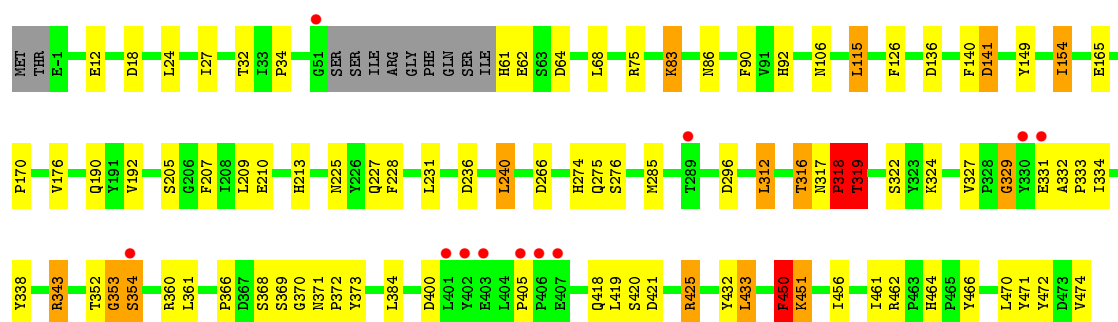 MET THR E-1 E12 D18 L24 I27 T32 I33 P34 G51 SER SER ILE ARG GLY PHE GLN SER ILE H61 E62 S63 D64 L68 R75 K83 N86 F90 V91 H92 N106 L115 F126 D136 F140 D141 Y149 I154 E165
P170 V176 Q190 Y191 V192 S205 G206 F207 I208 L209 E210 H213 N225 Y226 Q227 F228 L231 D236 L240 D266 H274 Q275 S276 M285 T289 D296 L312 T316 N317 P318 T319 S322 Y323 K324 V327 P328 G329 Y330 E331 A332 P333 I334
Y338 R343 T352 G353 S354 R360 L361 P366 D367 S368 S369 G370 N371 P372 Y373 L384 D400 L401 Y402 E403 L404 P405 P406 E407 Q418 L419 S420 D421 R425 Y432 L433 F450 K451 I456 I461 R462 P463 H464 P465 Y466 L470 Y471 Y472 D473 V474